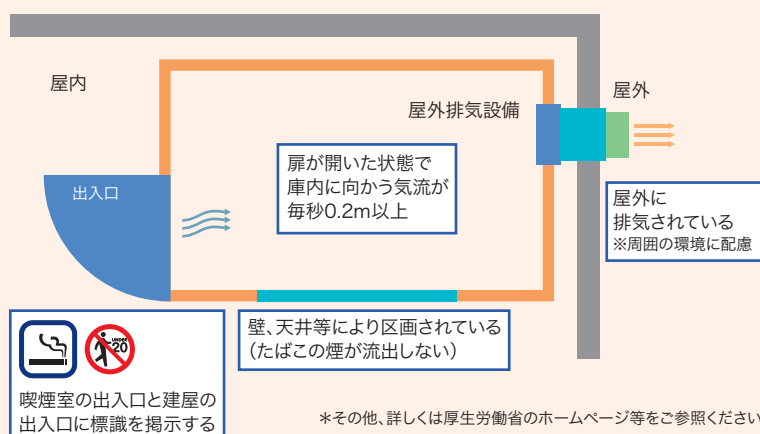 屋内
屋外
屋外排気設備
扉が開いた状態で
庫内に向かう気流が
毎秒0.2m以上
出入口
屋外に
排気されている
※周囲の環境に配慮
壁、天井等により区画されている
（たばこの煙が流出しない）
UNDER
20
喫煙室の出入口と建屋の
出入口に標識を掲示する
＊その他、詳しくは厚生労働省のホームページ等をご参照ください